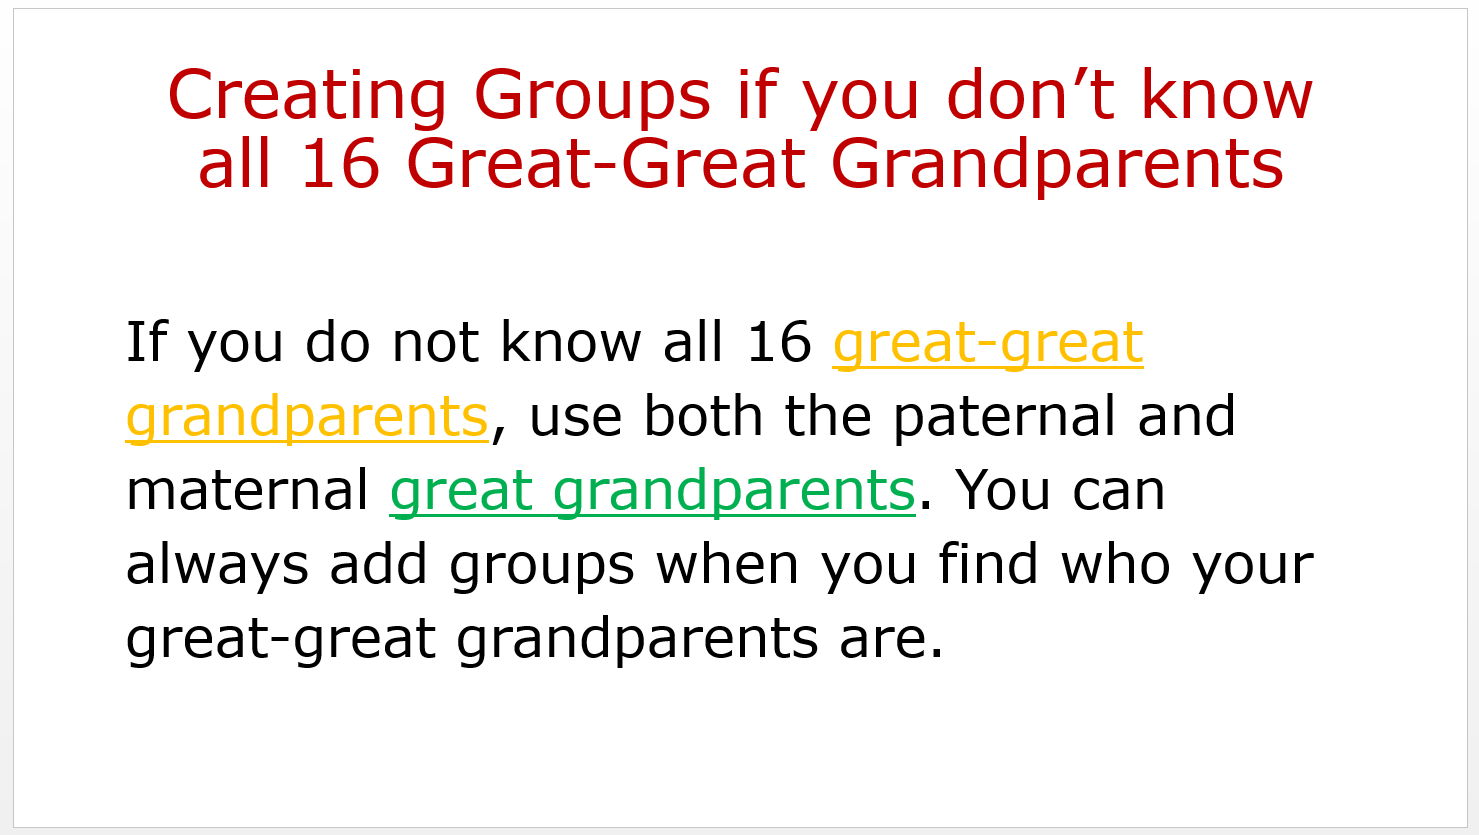 Creating Groups if you don’t know
all 16 Great-Great Grandparents
If you do not know all 16 great-great
grandparents, use both the paternal and
maternal great grandparents. You can
always add groups when you find who your
great-great grandparents are.